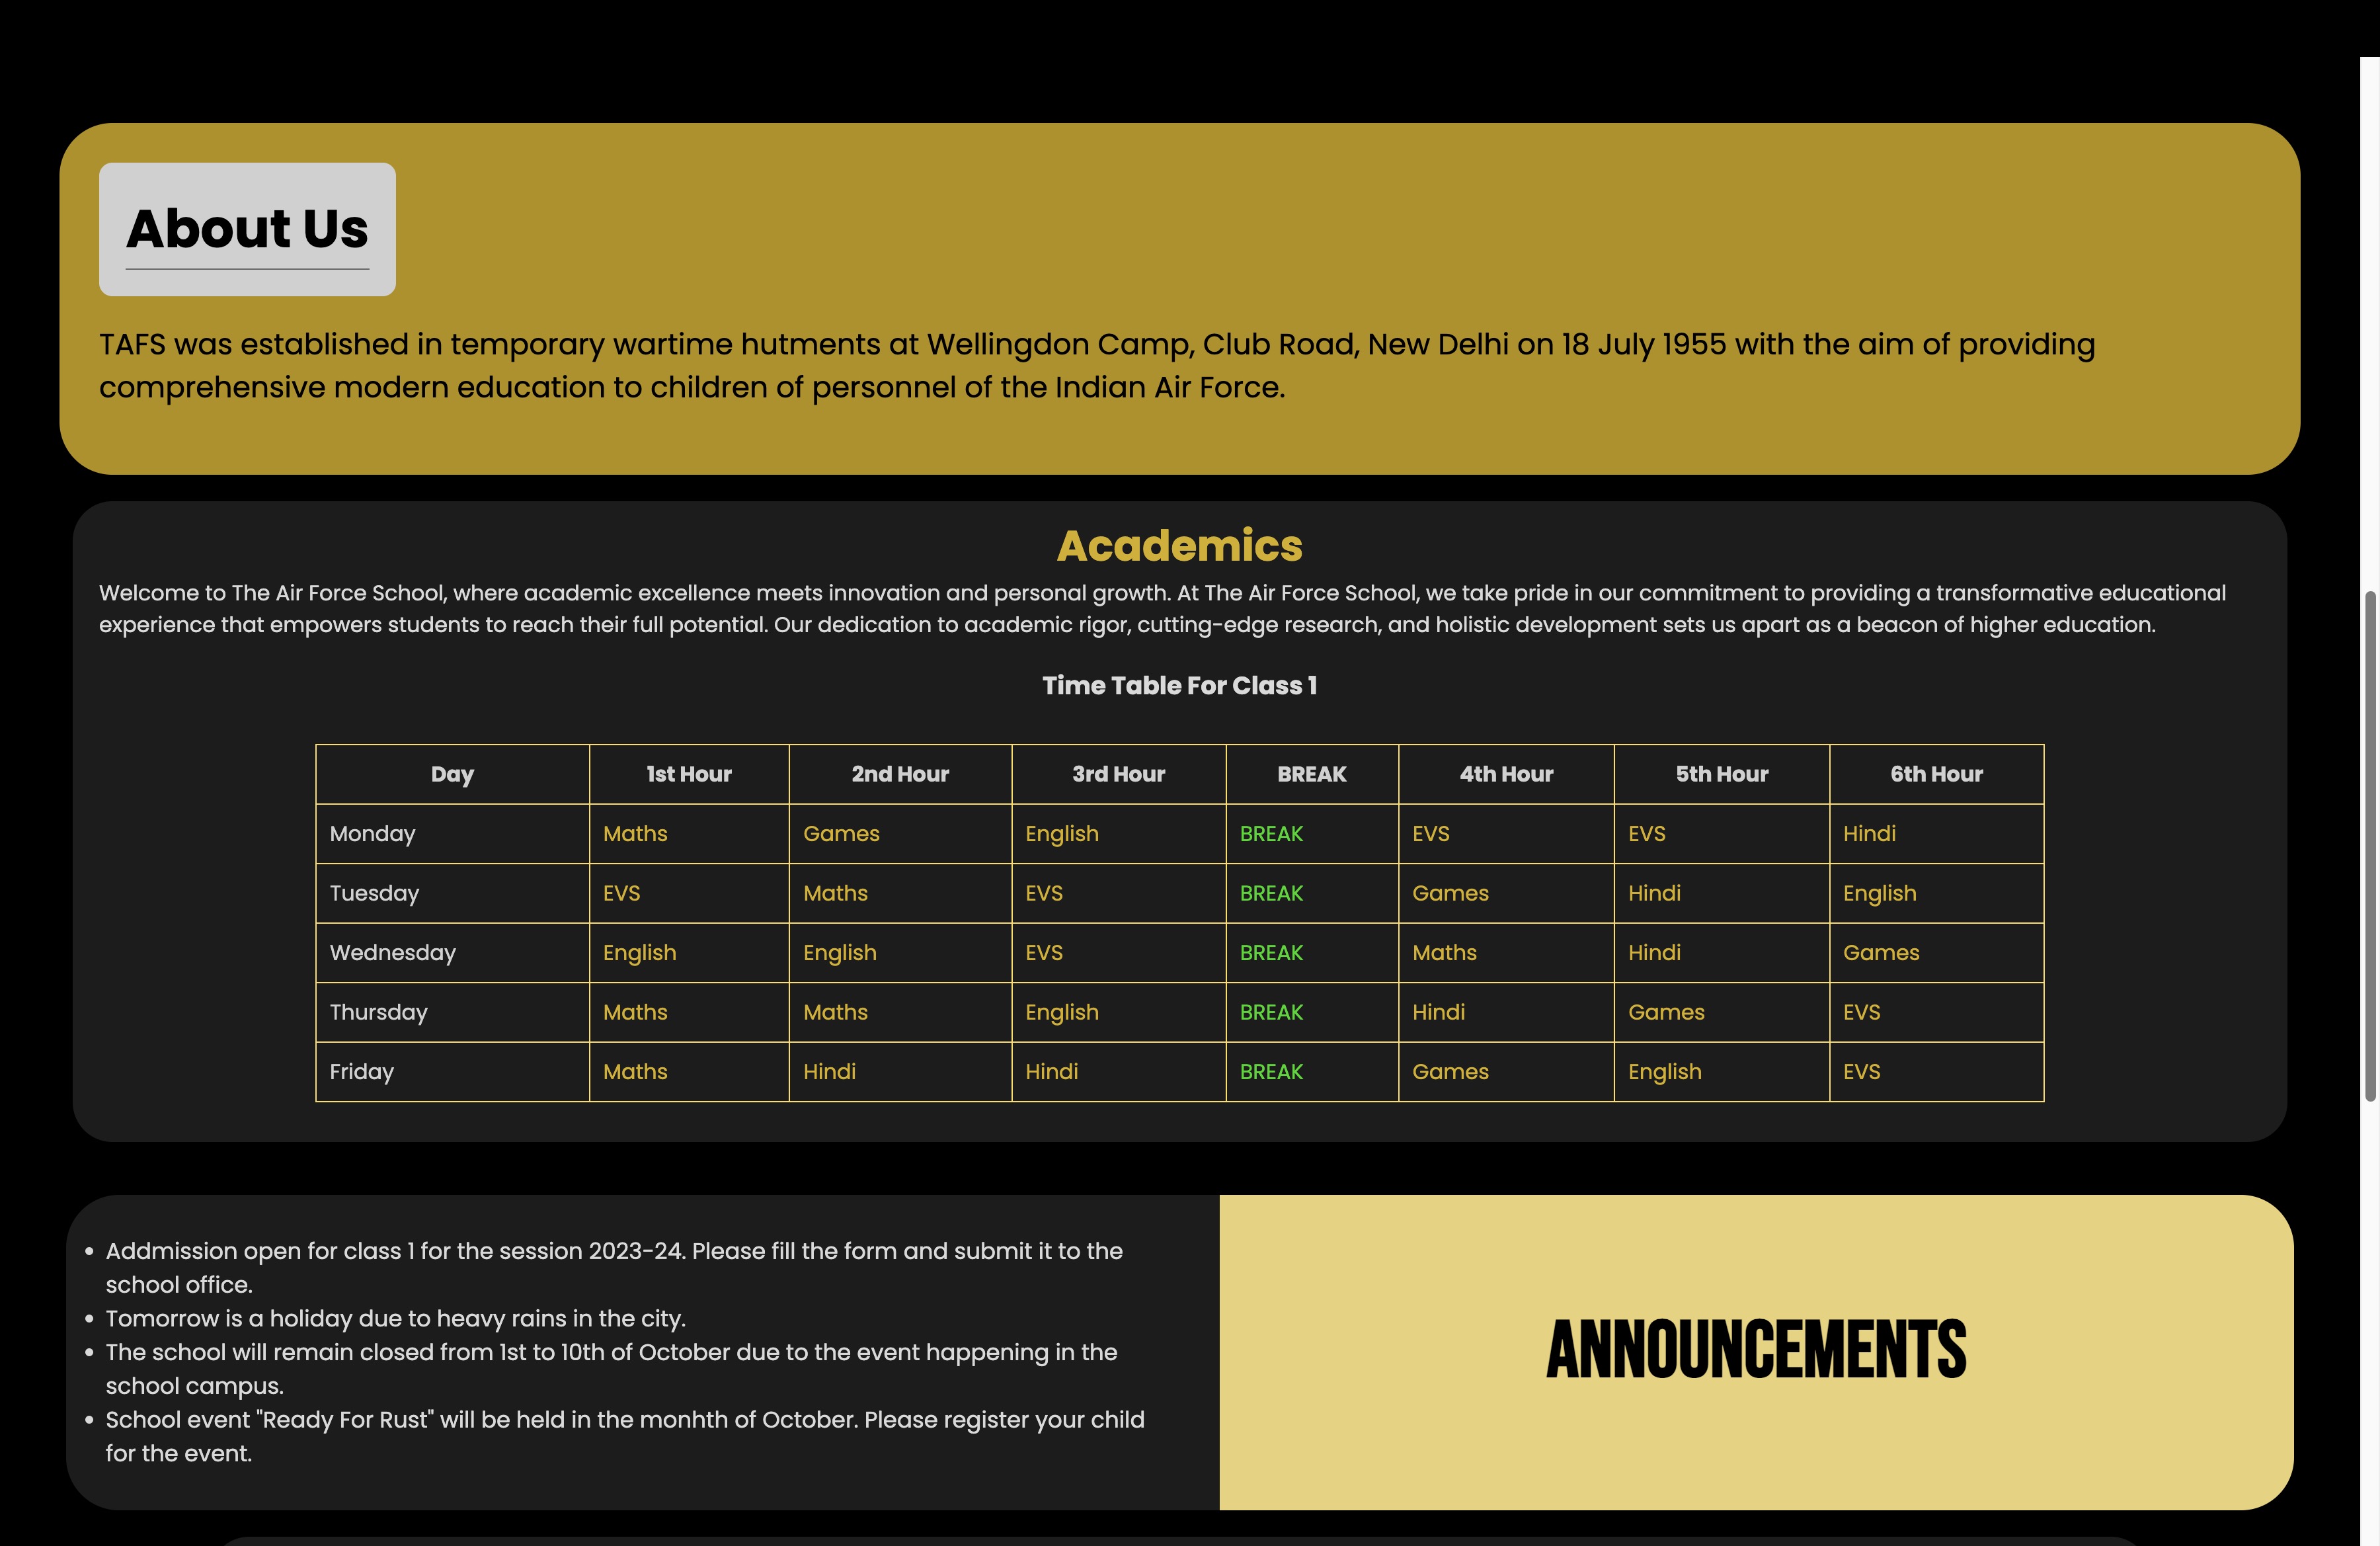 About Us
TAFS was established in temporary wartime hutments at Wellingdon Camp, Club Road, New Delhi on 18 July 1955 with the aim of providing
comprehensive modern education to children of personnel of the Indian Air Force.
Academics
Welcome to The Air Force School, where academic excellence meets innovation and personal growth. At The Air Force School, we take pride in our commitment to providing a transformative educational
experience that empowers students to reach their full potential. Our dedication to academic rigor, cutting-edge research, and holistic development sets us apart as a beacon of higher education.
Time Table For Class 1
Day 1st Hour 2nd Hour 3rd Hour BREAK 4th Hour 5th Hour 6th Hour
Monday Maths Games English BREAK EVS EVS Hindi
Tuesday EVS Maths EVS BREAK Games Hindi English
Wednesday English English EVS BREAK Maths Hindi Games
Thursday Maths Maths English BREAK Hindi Games EVS
Friday Maths Hindi Hindi BREAK Games English EVS
• Addmission open for class 1 for the session 2023-24. Please fill the form and submit it to the
school office.
• Tomorrow is a holiday due to heavy rains in the city.
• The school will remain closed from 1st to 10th of October due to the event happening in the
school campus.
• School event "Ready For Rust" will be held in the monhth of October. Please register your child
for the event.
ANNOUNCEMENTS